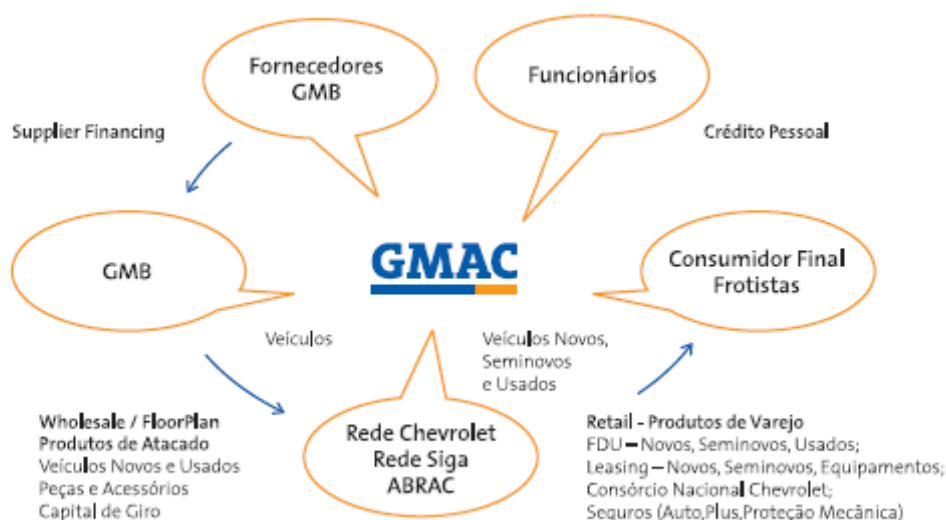 Fornecedores
GMB
Funcionários
Supplier Financing
Crédito Pessoal
GMB
GMAC
Consumidor Final
Frotistas
Veículos
Veículos Novos,
Seminovos
e Usados
Wholesale / FloorPlan
Produtos de Atacado
Veículos Novos e Usados
Peças e Acessórios
Capital de Giro
Rede Chevrolet
Rede Siga
ABRAC
Retail - Produtos de Varejo
FDU – Novos, Seminovos, Usados;
Leasing – Novos, Seminovos, Equipamentos;
Consórcio Nacional Chevrolet;
Seguros (Auto,Plus,Proteção Mecânica)